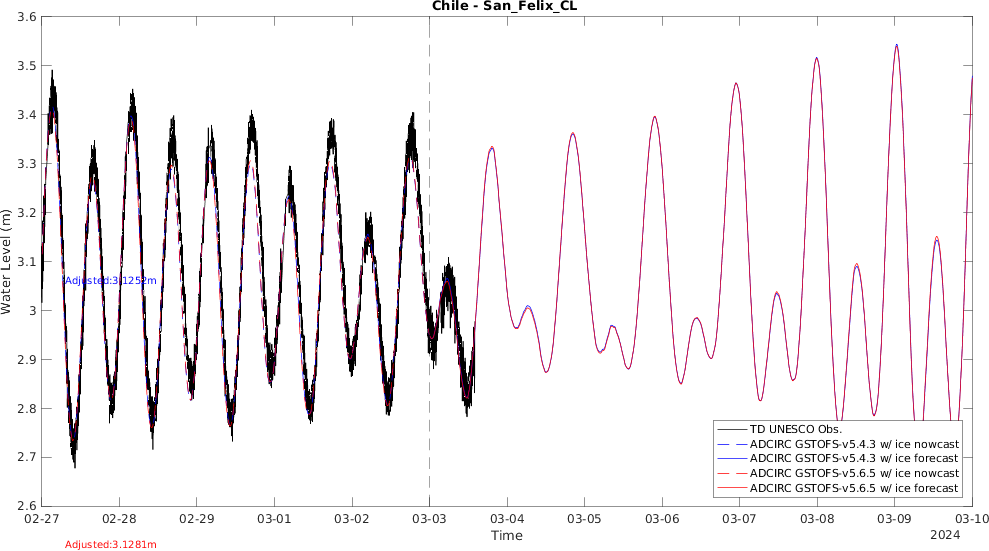 Chile - San_Felix_CL
3.6
3.5
3.4
3.3
3.2
3.1
3
2.9
2.8
2.7
2.6
Water Level (m)
Adjusted:3.1252m
TD UNESCO Obs.
ADCIRC GSTOFS-v5.4.3 w/ ice nowcast
ADCIRC GSTOFS-v5.4.3 w/ ice forecast
ADCIRC GSTOFS-v5.6.5 w/ ice nowcast
ADCIRC GSTOFS-v5.6.5 w/ ice forecast
02-27 02-28 02-29 03-01 03-02 03-03 03-04 03-05 03-06 03-07 03-08 03-09 03-10
Time
2024
Adjusted:3.1281m